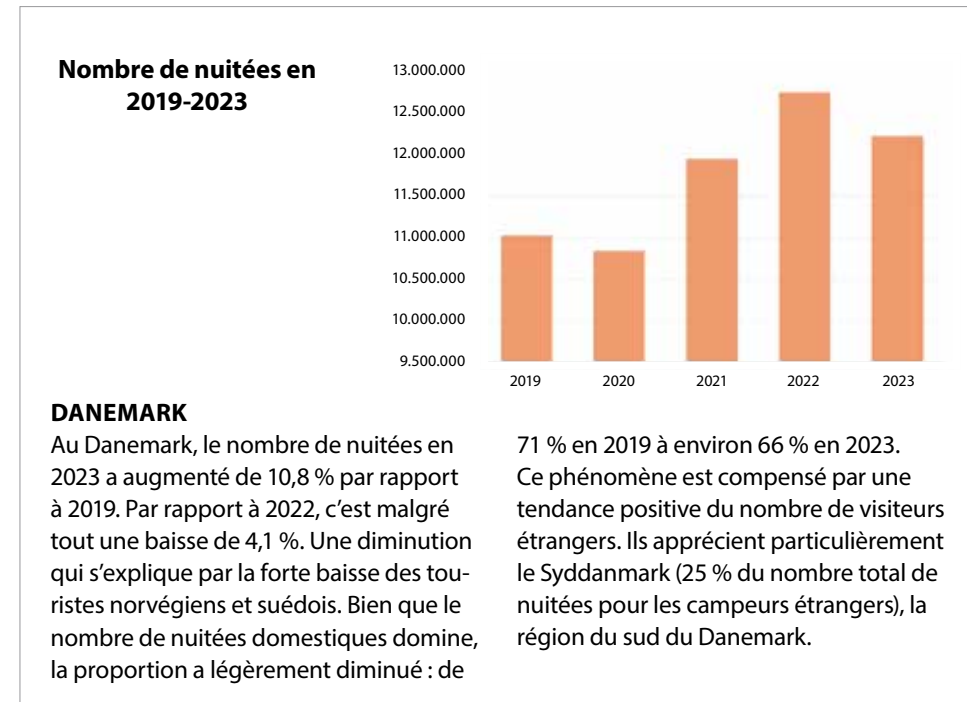 Nombre de nuitées en
2019-2023
13.000.000
12.500.000
12.000.000
11.500.000
11.000.000
10.500.000
10.000.000
9.500.000
2019 2020 2021 2022 2023
DANEMARK
Au Danemark, le nombre de nuitées en
2023 a augmenté de 10,8 % par rapport
à 2019. Par rapport à 2022, c’est malgré
tout une baisse de 4,1 %. Une diminution
qui s’explique par la forte baisse des tou-
ristes norvégiens et suédois. Bien que le
nombre de nuitées domestiques domine,
la proportion a légèrement diminué : de
71 % en 2019 à environ 66 % en 2023.
Ce phénomène est compensé par une
tendance positive du nombre de visiteurs
étrangers. Ils apprécient particulièrement
le Syddanmark (25 % du nombre total de
nuitées pour les campeurs étrangers), la
région du sud du Danemark.